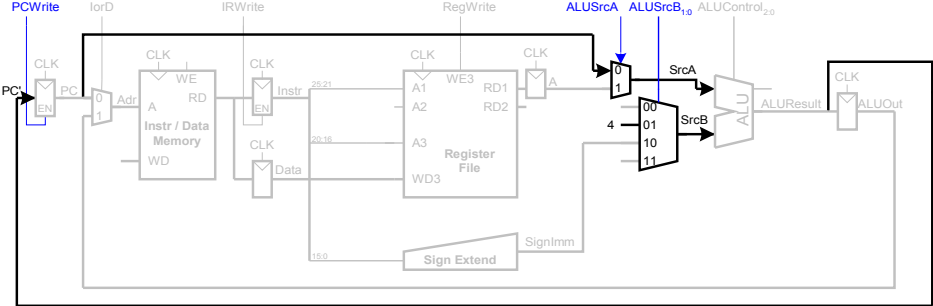 PCWrite IorD IRWrite RegWrite ALUSrcA ALUSrcB1:0 ALUControl2:0
CLK CLK CLK CLK CLK CLK
PC' PC EN 0 1 Adr A WE RD Instr / Data Memory WD
EN Instr 25:21 20:16 15:0
CLK Data
A1 A2 A3 WD3 WE3 RD1 RD2 Register File
A 0 1 SrcA
4 00 01 10 11 SrcB
ALU ALUResult ALUOut
SignImm
Sign Extend